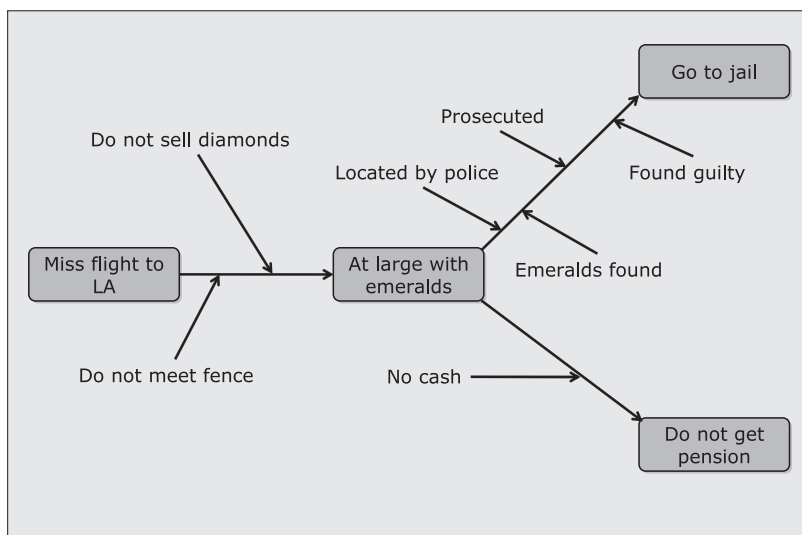 Go to jail
Prosecuted
Do not sell diamonds
Located by police
Found guilty
Miss flight to
LA
At large with
emeralds
Emeralds found
Do not meet fence
No cash
Do not get
pension